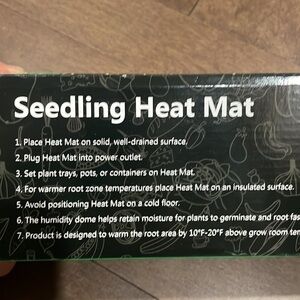 Seedling Heat Mat
1. Place Heat Mat on solid, well-drained surface.
2. Plug Heat Mat into power outlet.
3. Set plant trays, pots, or containers on Heat Mat.
4. For warmer root zone temperatures place Heat Mat on an insulated surface.
5. Avoid positioning Heat Mat on a cold floor.
6. The humidity dome helps retain moisture for plants to germinate and root fas
7. Product is designed to warm the root area by 10°F-20°F above grow room tem